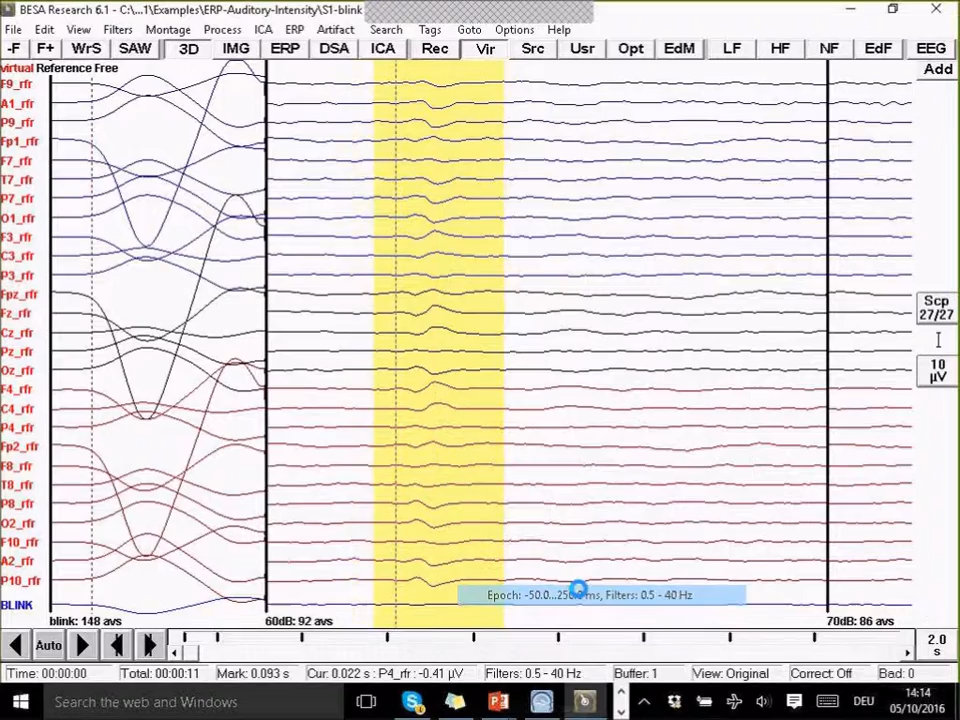 BESA Research 6.1 - C:\...1\Examples\ERP-Auditory-Intensity\S1-blink
File Edit View Filters Montage Process ICA ERP Artifact Search Tags Goto Options Help
-F F+ WrS SAW 3D IMG ERP DSA ICA Rec Vir Src Usr Opt EdM LF HF NF EdF EEG
virtual Reference Free
Add
F9_rfr
A1_rfr
P9_rfr
Fp1_rfr
F7_rfr
T7_rfr
P7_rfr
O1_rfr
F3_rfr
C3_rfr
P3_rfr
Fpz_rfr
Fz_rfr
Cz_rfr
Pz_rfr
Oz_rfr
F4_rfr
C4_rfr
P4_rfr
Fp2_rfr
F8_rfr
T8_rfr
P8_rfr
O2_rfr
F10_rfr
A2_rfr
P10_rfr
BLINK
Scp
27/27
10
µV
Epoch: -50.0...250.0 ms, Filters: 0.5 - 40 Hz
blink: 148 avs 60dB: 92 avs 70dB: 86 avs
Auto
2.0
s
Time: 00:00:00 Total: 00:00:11 Mark: 0.093 s Cur: 0.022 s : P4_rfr: -0.41 µV Filters: 0.5 - 40 Hz Buffer: 1 View: Original Correct: Off Bad: 0
Search the web and Windows
DEU
14:14
05/10/2016